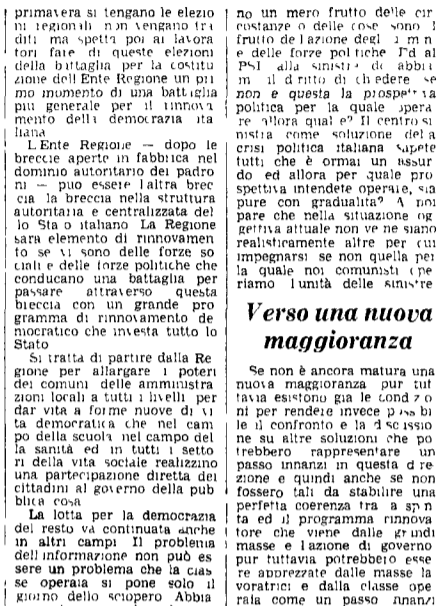 primavera si tengano le elezio
ni regionali non vengano tra
diti ma spetta poi ai lavora
tori fare di queste elezioni
della battaglia per la costitu
zione dell Ente Regione un pri
mo momento di una battaglia
piu generale per il rinnova
mento della democrazia ita
liana
L Ente Regione — dopo le
breccie aperte in fabbrica nel
dominio autoritario dei padro
ni — puo essere l altra brec
cia la breccia nella struttura
autoritaria e centralizzata del
lo Stato italiano La Regione
sara elemento di rinnovamen
to se vi sono delle forze so
ciali e delle forze politiche che
conducano una battaglia per
passare attraverso questa
breccia con un grande pro
gramma di rinnovamento de
mocratico che investa tutto lo
Stato
Si tratta di partire dalla Re
gione per allargare i poteri
dei comuni delle amministra
zioni locali a tutti i livelli per
dar vita a forme nuove di vi
ta democratica che nel cam
po della scuola nel campo del
la sanità ed in tutti i setto
ri della vita sociale realizzino
una partecipazione diretta dei
cittadini al governo della pub
blica cosa
La lotta per la democrazia
del resto va continuata anche
in altri campi Il problema
dell informazione non può es
sere un problema che la clas
se operaia si pone solo il
giorno dello sciopero Abbia
no un mero frutto delle cir
costanze o delle cose sono il
frutto dell azione degli uomini
e delle forze politiche Ed al
PSI alla sinistra dc abbia
mo il diritto di chiedere se
non e questa la prospettiva
politica per la quale opera
re allora qual e? Il centro si
nistra come soluzione della
crisi politica italiana sapete
tutti che è ormai un assur
do ed allora per quale pro
spettiva intendete operare, sia
pure con gradualita? A noi
pare che nella situazione og
gettiva attuale non ve ne siano
realisticamente altre per cui
impegnarsi se non quella per
la quale noi comunisti ope
riamo l unità delle sinistre
Verso una nuova
maggioranza
Se non è ancora matura una
nuova maggioranza pur tut
tavia esistono gia le condizio
ni per rendere invece possibi
le il confronto e la discussio
ne su altre soluzioni che po
trebbero rappresentare un
passo innanzi in questa dire
zione e quindi anche se non
fossero tali da stabilire una
perfetta coerenza tra a spin
ta ed il programma rinnova
tore che viene dalle grandi
masse e l azione di governo
pur tuttavia potrebbero esse
re apprezzate dalle masse la
voratrici e dalla classe ope
raia come un passo innanzi